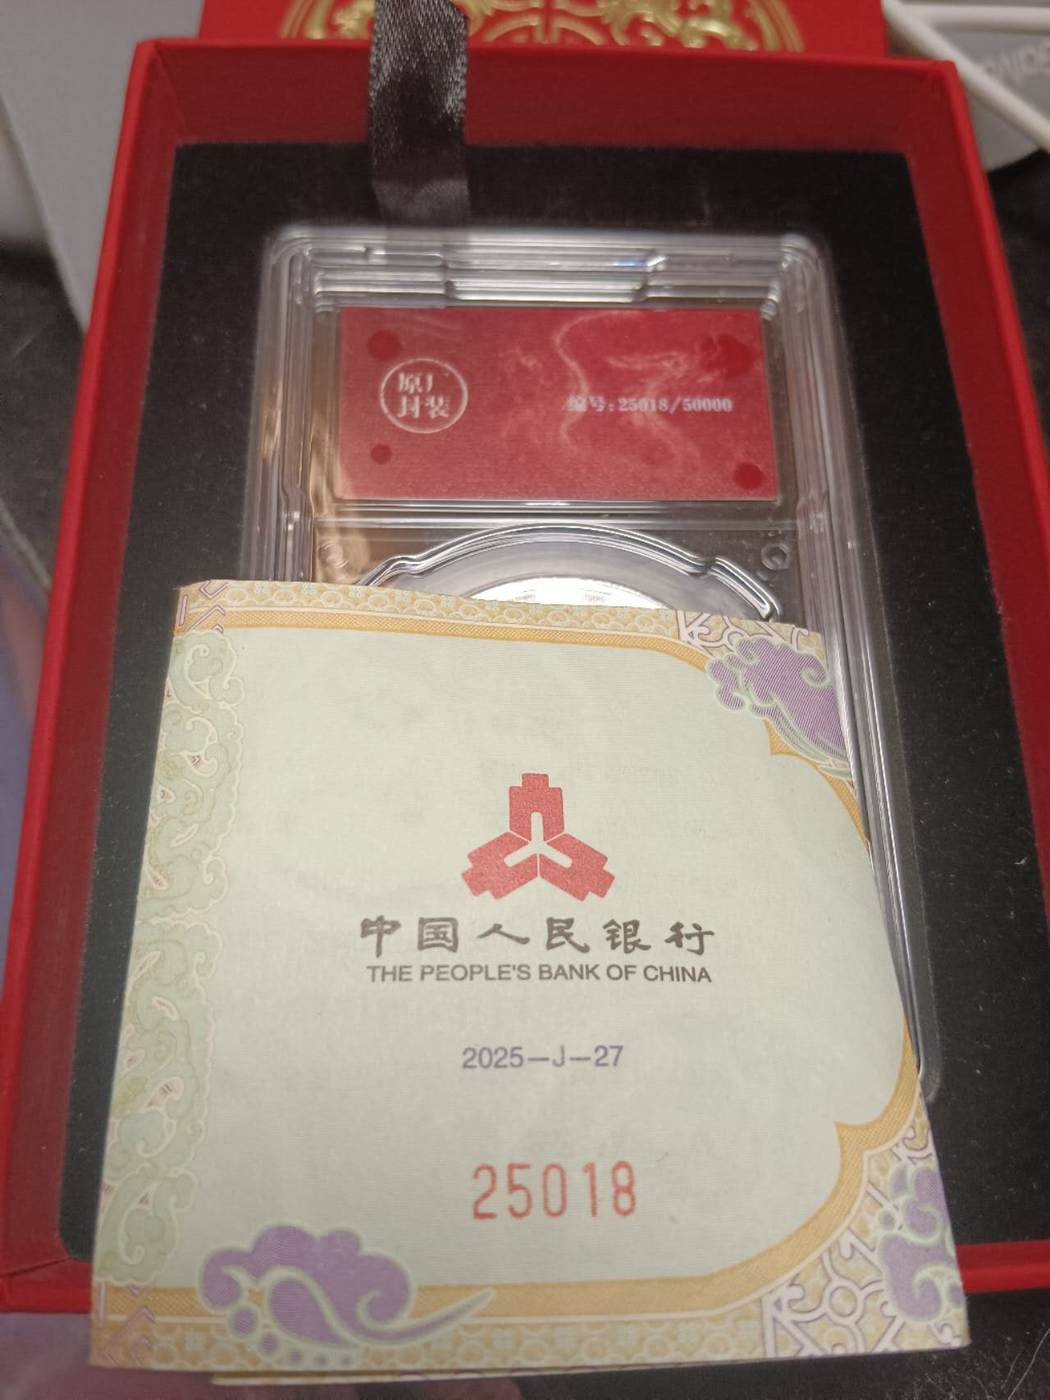 原厂
封装
编号:25018/50000
中国人民银行
THE PEOPLE'S BANK OF CHINA
2025—J—27
25018